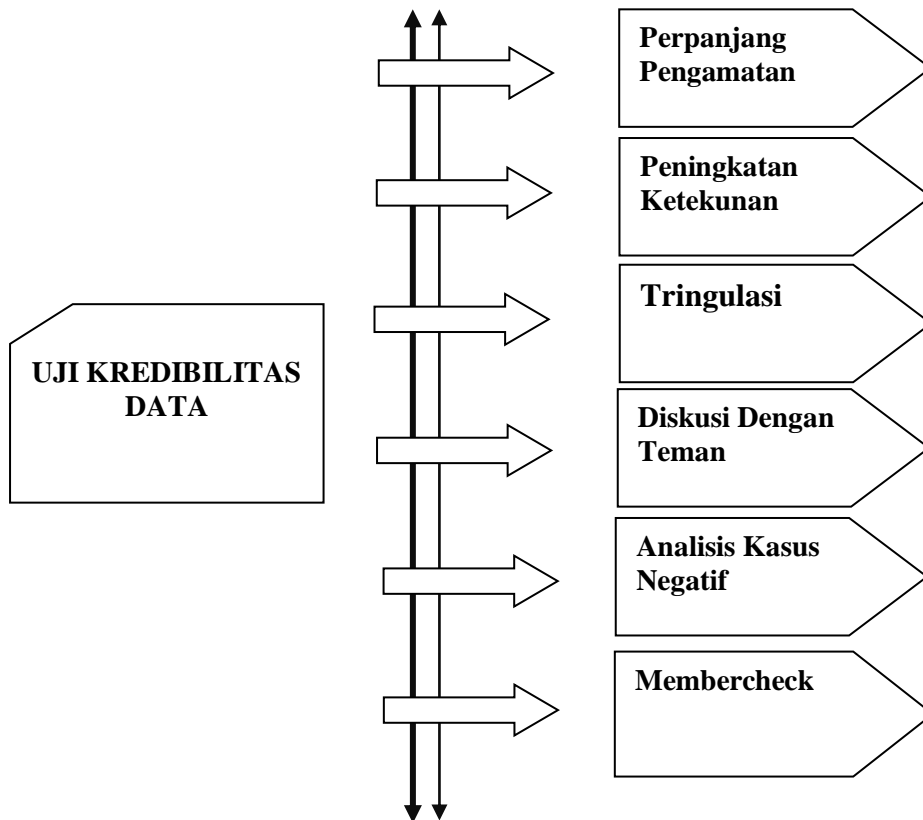 UJI KREDIBILITAS
DATA
Perpanjang
Pengamatan
Peningkatan
Ketekunan
Tringulasi
Diskusi Dengan
Teman
Analisis Kasus
Negatif
Membercheck